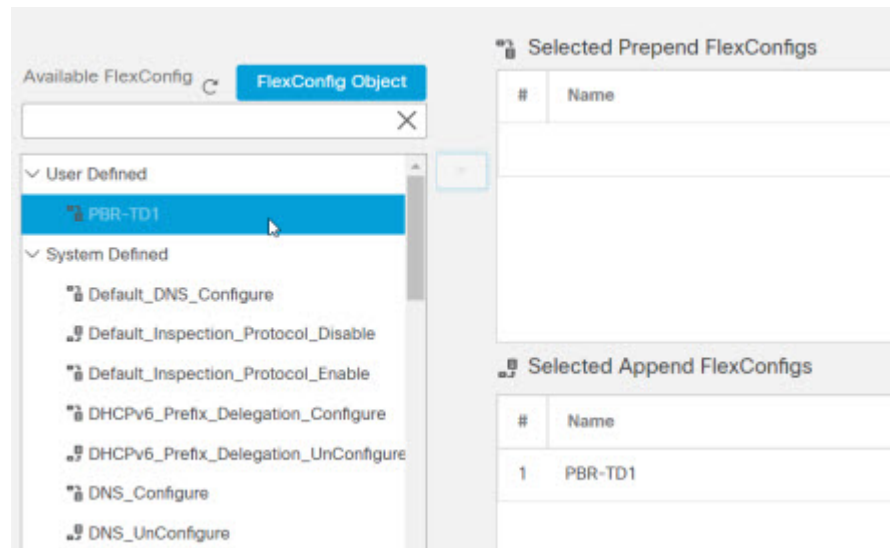 Available FlexConfig
FlexConfig Object
User Defined
PBR-TD1
System Defined
Default_DNS_Configure
Default_Inspection_Protocol_Disable
Default_Inspection_Protocol_Enable
DHCPv6_Prefix_Delegation_Configure
DHCPv6_Prefix_Delegation_UnConfigure
DNS_Configure
DNS_UnConfigure
Selected Prepend FlexConfigs
# Name
Selected Append FlexConfigs
# Name
1 PBR-TD1